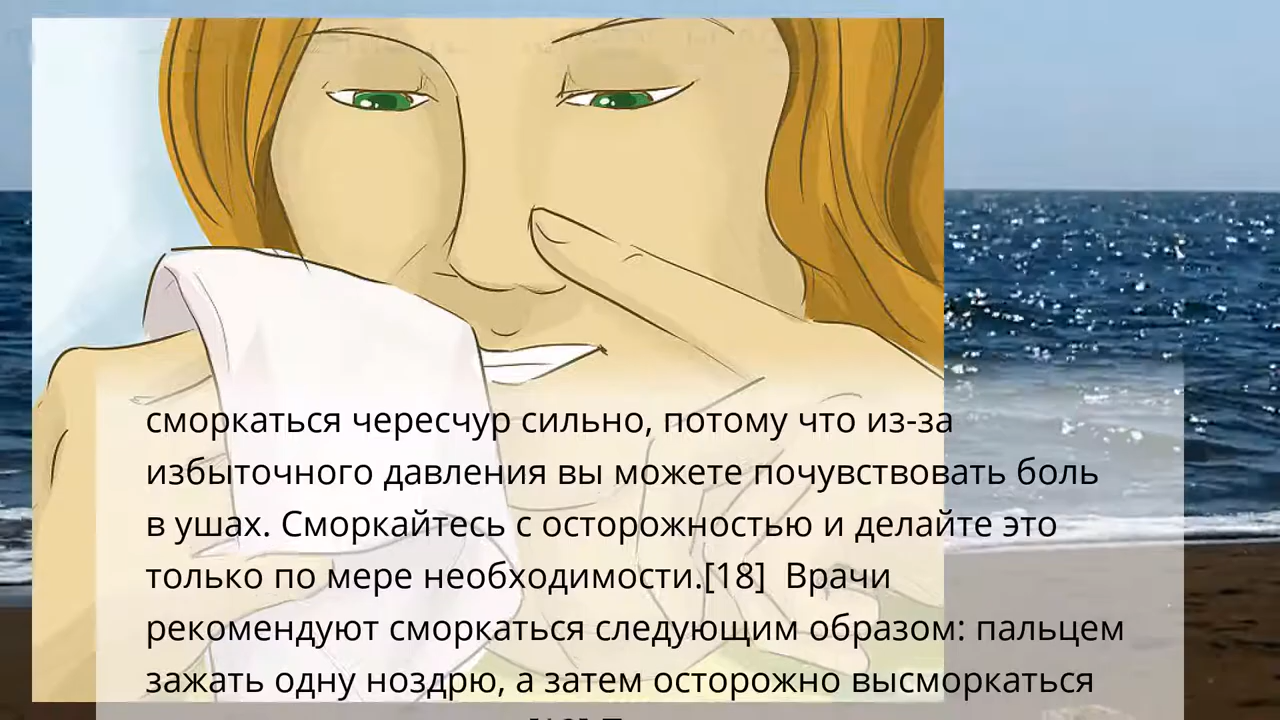 сморкаться чересчур сильно, потому что из-за
избыточного давления вы можете почувствовать боль
в ушах. Сморкайтесь с осторожностью и делайте это
только по мере необходимости.[18]  Врачи
рекомендуют сморкаться следующим образом: пальцем
зажать одну ноздрю, а затем осторожно высморкаться